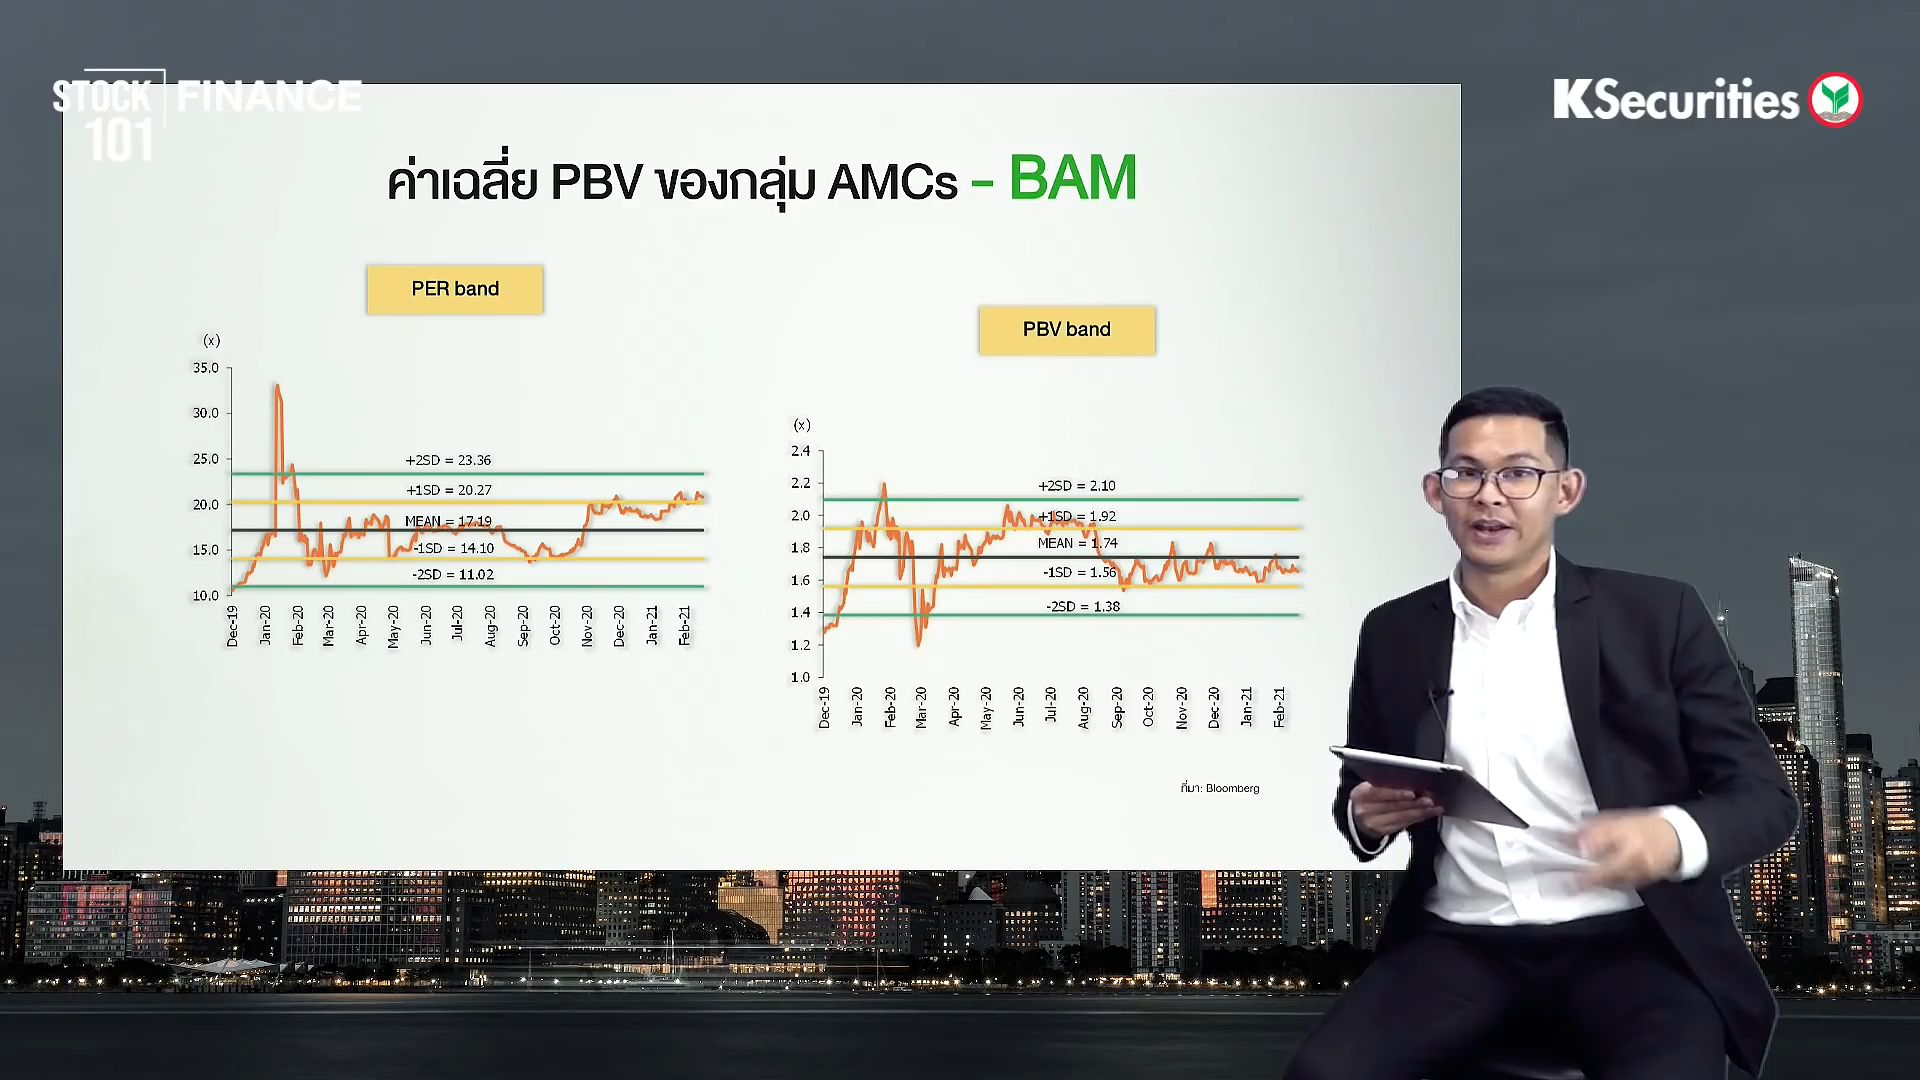 STOCK FINANCE
101
KSecurities
ค่าเฉลี่ย PBV ของกลุ่ม AMCs - BAM
PER band
(x)
35.0
30.0
25.0
20.0
15.0
10.0
+2SD = 23.36
+1SD = 20.27
MEAN = 17.19
-1SD = 14.10
-2SD = 11.02
Dec-19
Jan-20
Feb-20
Mar-20
Apr-20
May-20
Jun-20
Jul-20
Aug-20
Sep-20
Oct-20
Nov-20
Dec-20
Jan-21
Feb-21
PBV band
(x)
2.4
2.2
2.0
1.8
1.6
1.4
1.2
1.0
+2SD = 2.10
+1SD = 1.92
MEAN = 1.74
-1SD = 1.56
-2SD = 1.38
Dec-19
Jan-20
Feb-20
Mar-20
Apr-20
May-20
Jun-20
Jul-20
Aug-20
Sep-20
Oct-20
Nov-20
Dec-20
Jan-21
Feb-21
ที่มา: Bloomberg